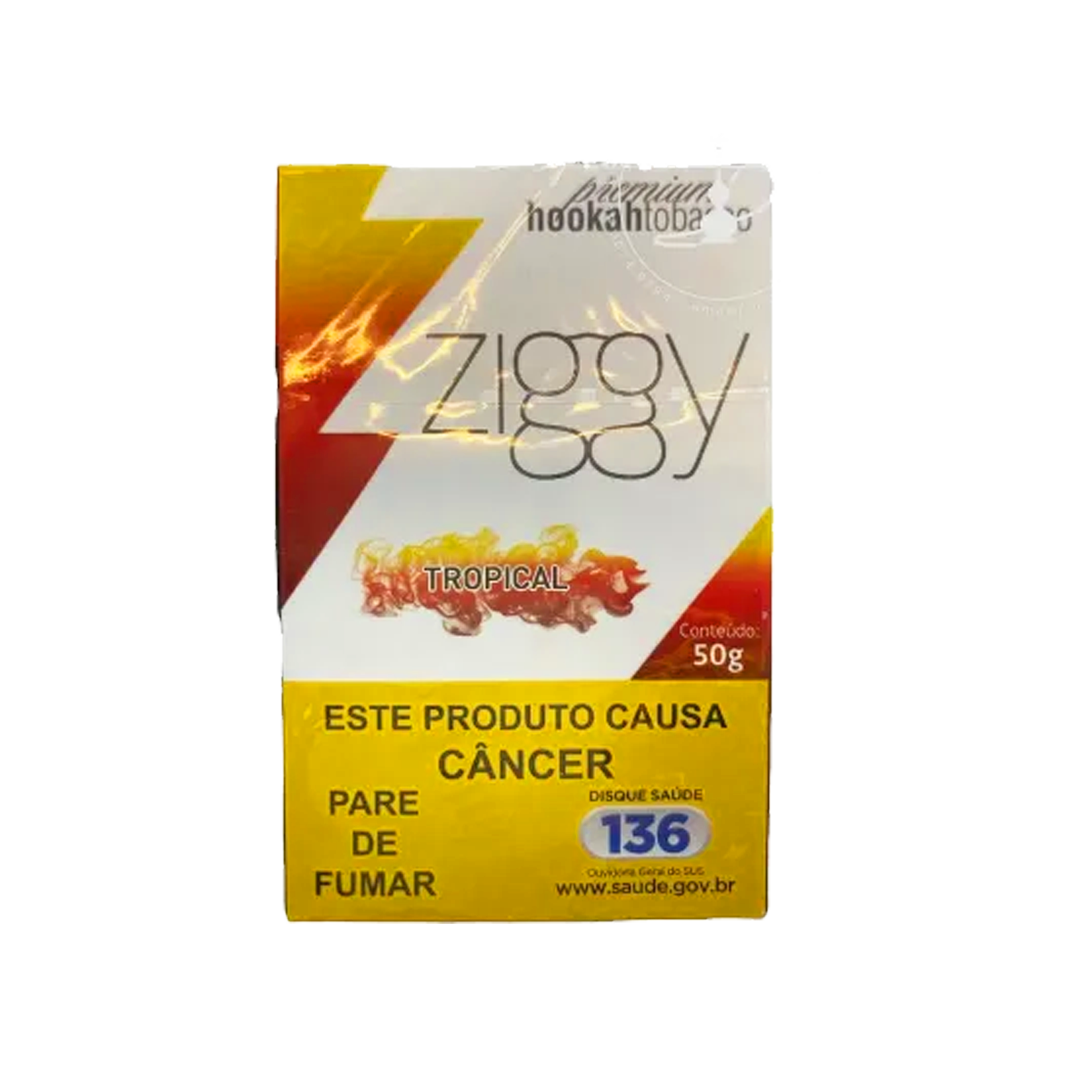 premium
hookahtobacco
ziggy
TROPICAL
Conteúdo:
50g
ESTE PRODUTO CAUSA
CÂNCER
PARE
DE
FUMAR
DISQUE SAÚDE
136
Ouvidoria Geral do SUS
www.saude.gov.br